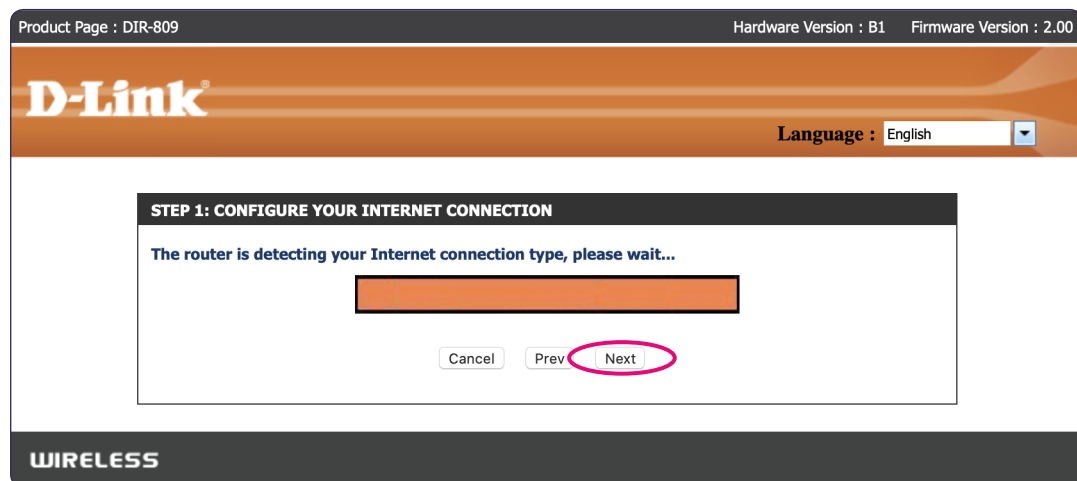 Product Page : DIR-809 Hardware Version : B1 Firmware Version : 2.00
D-Link®
Language : English
STEP 1: CONFIGURE YOUR INTERNET CONNECTION
The router is detecting your Internet connection type, please wait...
Cancel Prev Next
WIRELESS